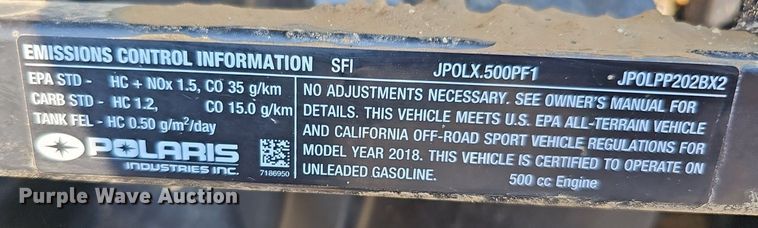 EMISSIONS CONTROL INFORMATION SFI JPOLX.500PF1 JPOLPP202BX2
EPA STD - HC + NOx 1.5, CO 35 g/km
CARB STD - HC 1.2, CO 15.0 g/km
TANK FEL - HC 0.50 g/m²/day
POLARIS
INDUSTRIES INC.
7186950
NO ADJUSTMENTS NECESSARY. SEE OWNER'S MANUAL FOR
DETAILS. THIS VEHICLE MEETS U.S. EPA ALL-TERRAIN VEHICLE
AND CALIFORNIA OFF-ROAD SPORT VEHICLE REGULATIONS FOR
MODEL YEAR 2018. THIS VEHICLE IS CERTIFIED TO OPERATE ON
UNLEADED GASOLINE. 500 cc Engine
Purple Wave Auction